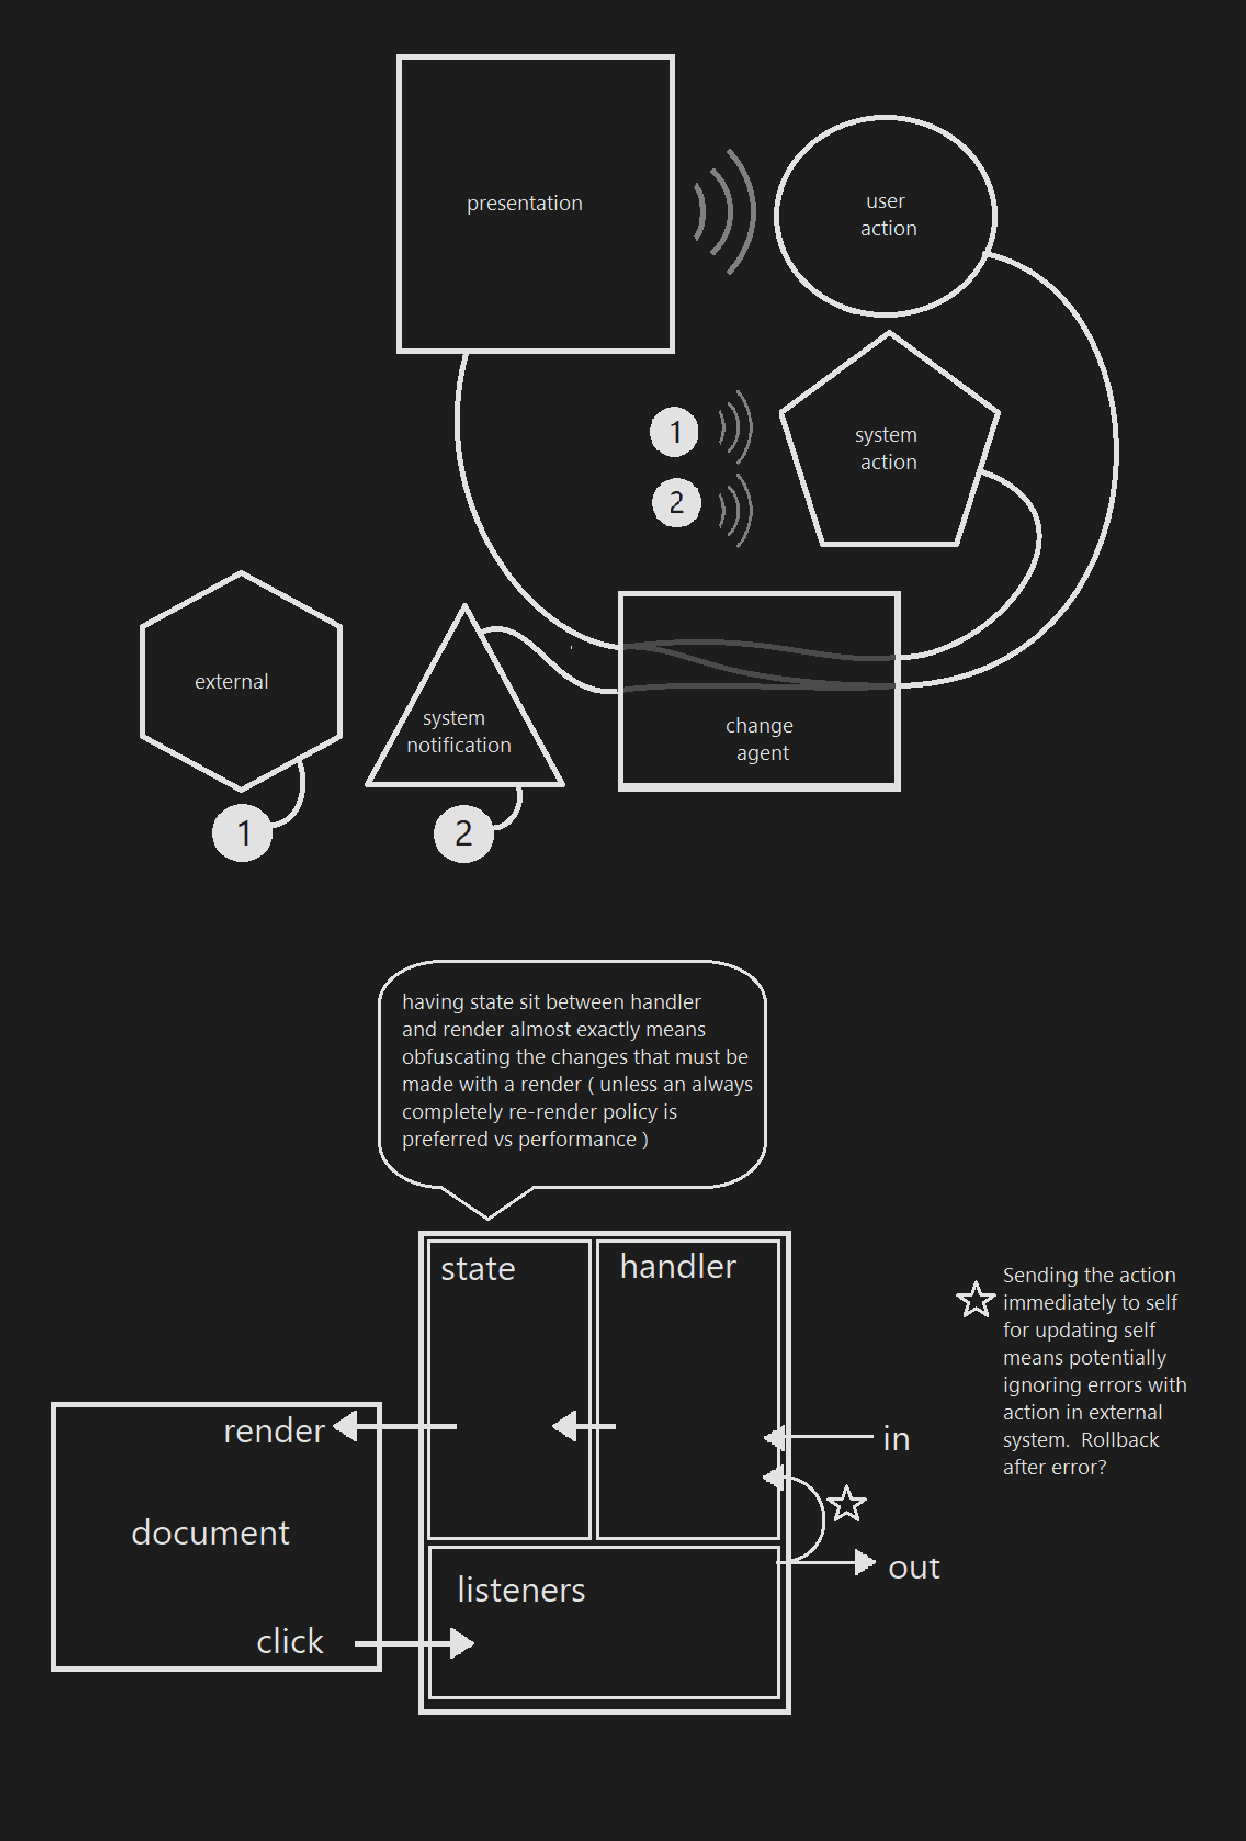 presentation
user
action
1
2
system
action
external
system
notification
change
agent
1
2
having state sit between handler
and render almost exactly means
obfuscating the changes that must be
made with a render ( unless an always
completely re-render policy is
preferred vs performance )
state
handler
Sending the action
immediately to self
for updating self
means potentially
ignoring errors with
action in external
system.  Rollback
after error?
render
in
document
out
listeners
click